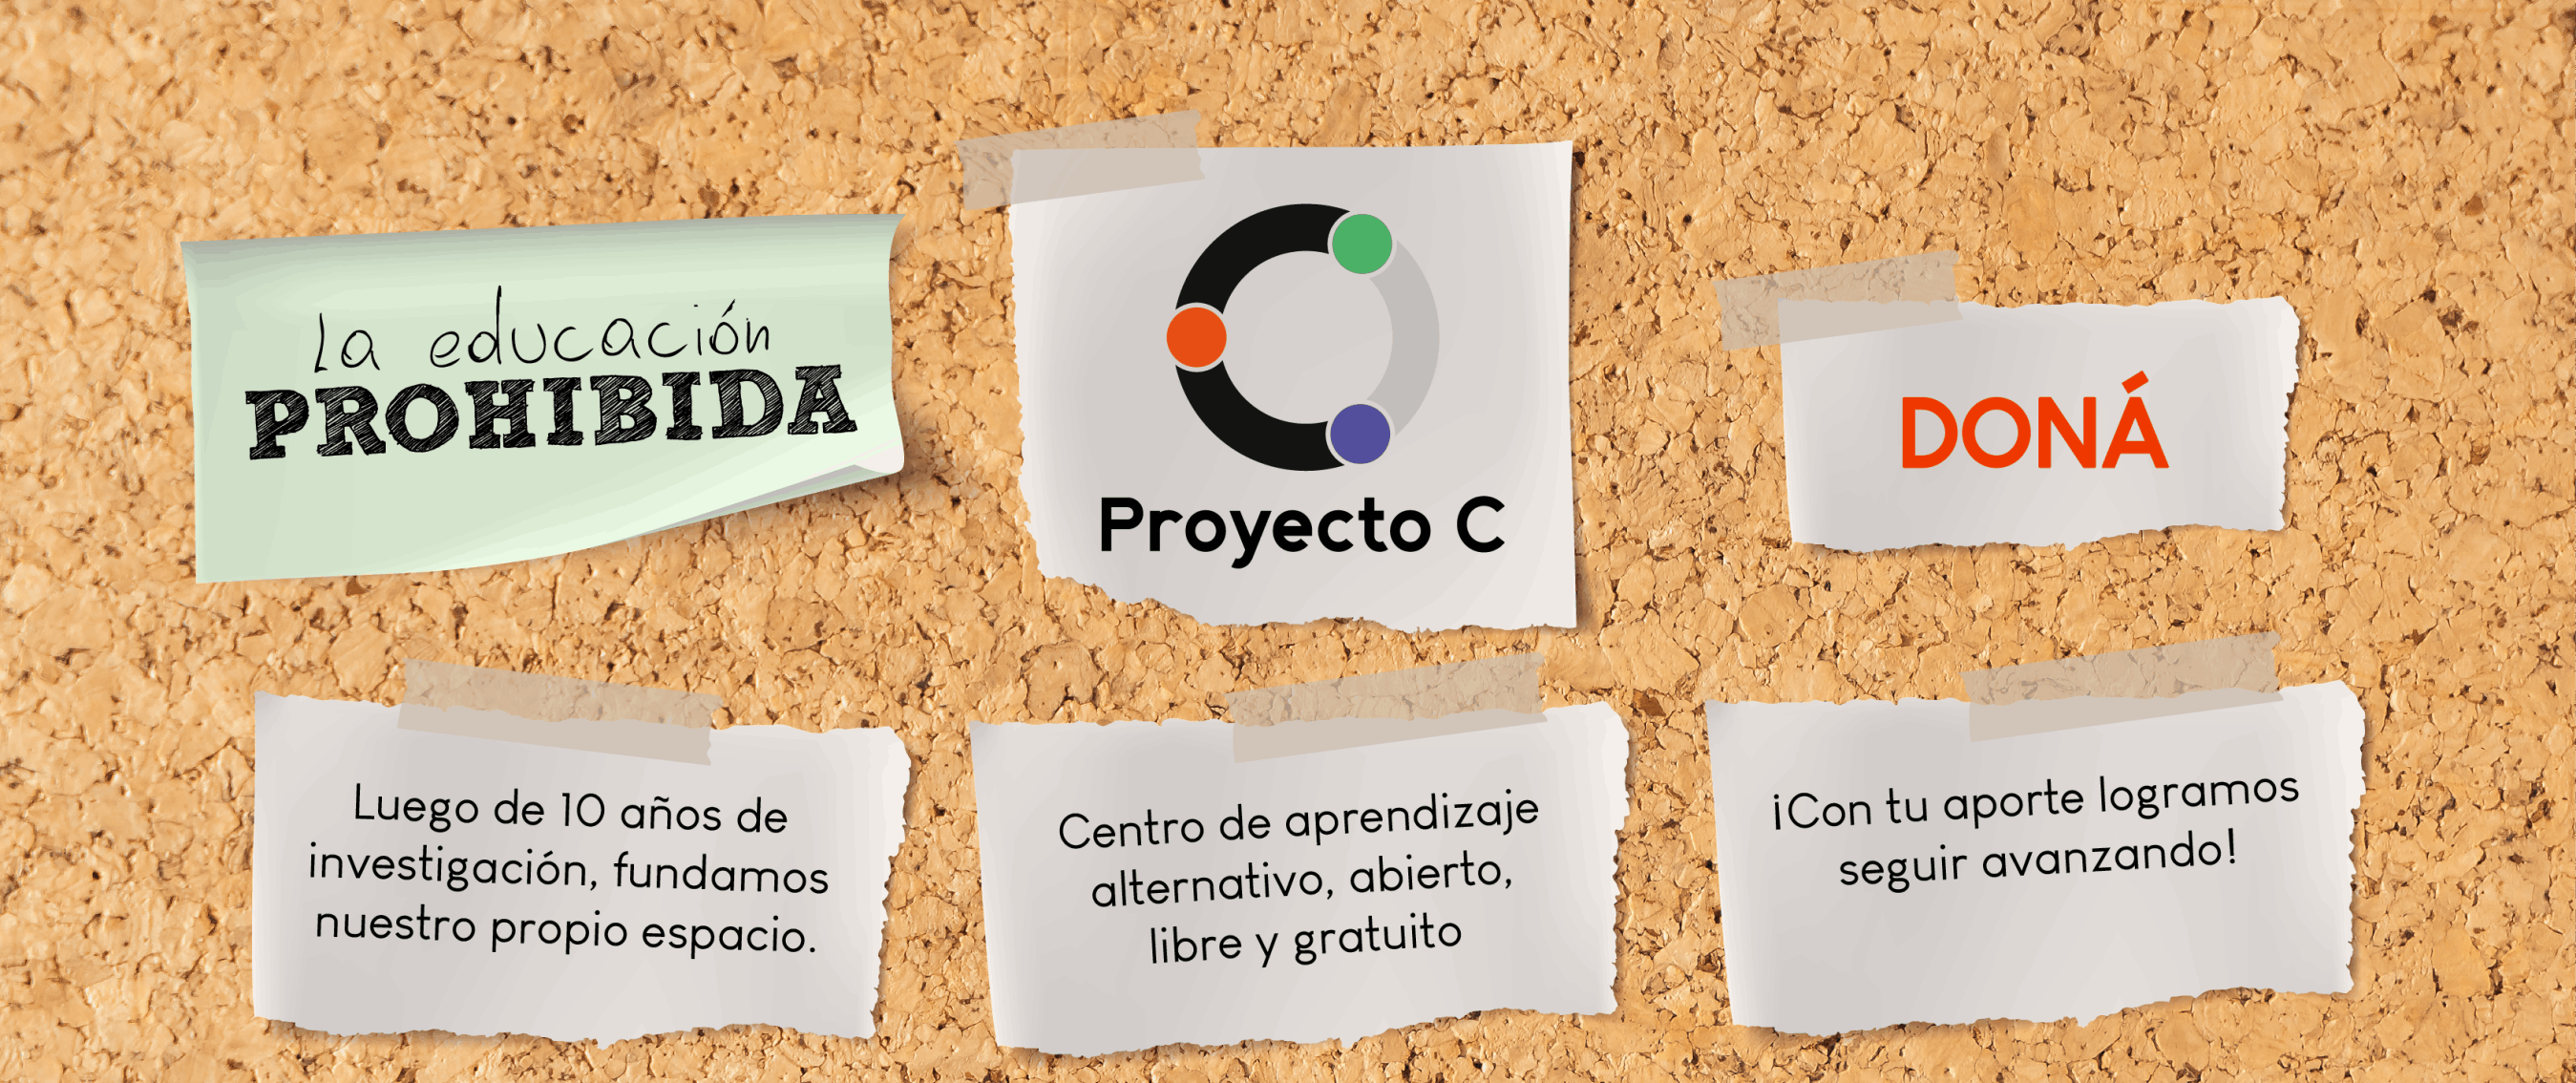 la educación
PROHIBIDA
Proyecto C
DONÁ
Luego de 10 años de
investigación, fundamos
nuestro propio espacio.
Centro de aprendizaje
alternativo, abierto,
libre y gratuito
¡Con tu aporte logramos
seguir avanzando!